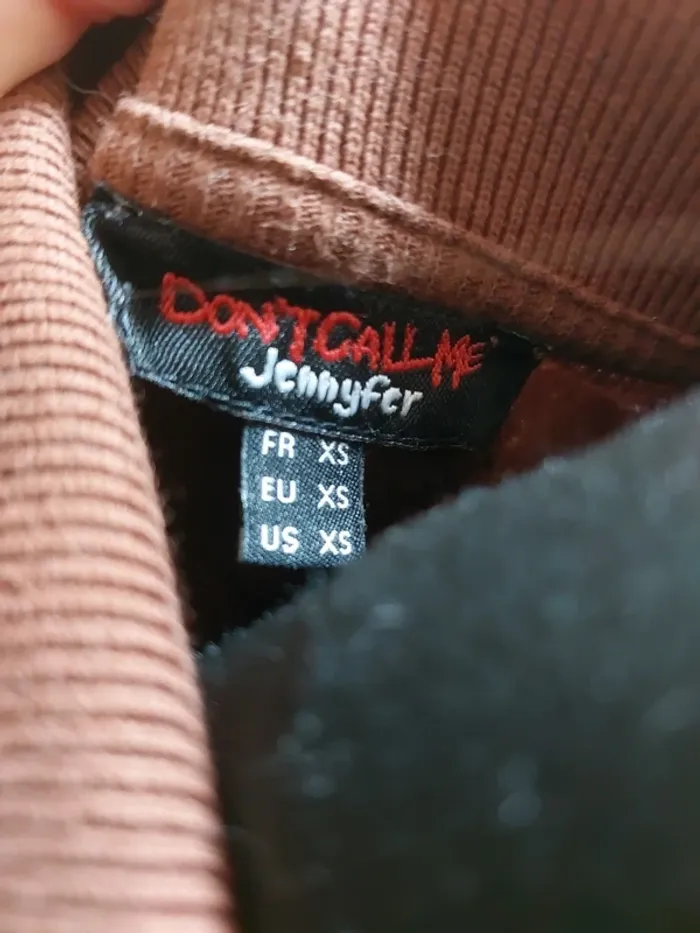 DON'T CALL ME
Jennyfer
FR XS
EU XS
US XS